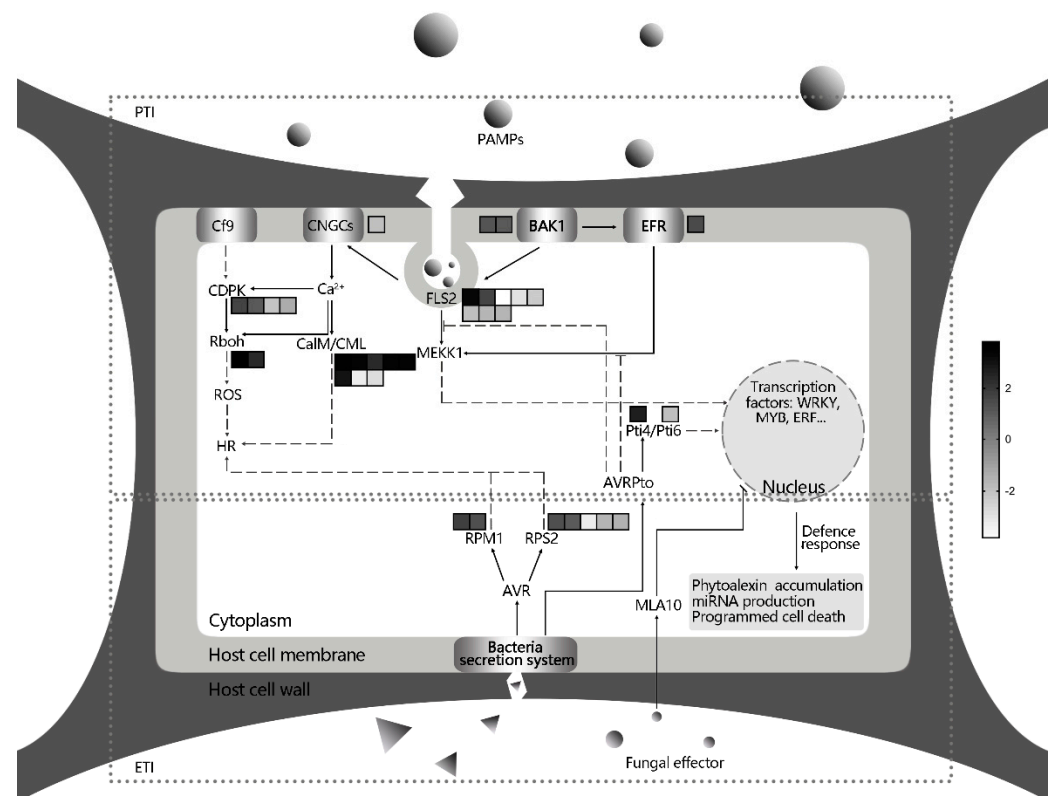 PTI
PAMPs
Cf9
CNGCs
BAK1
EFR
CDPK
Ca²⁺
FLS2
Rboh
CalM/CML
MEKK1
ROS
HR
Transcription
factors: WRKY,
MYB, ERF...
Pti4/Pti6
AVRPto
Nucleus
2
0
-2
RPM1
RPS2
Defence
response
AVR
MLA10
Phytoalexin accumulation
miRNA production
Programmed cell death
Cytoplasm
Host cell membrane
Bacteria
secretion system
Host cell wall
Fungal effector
ETI